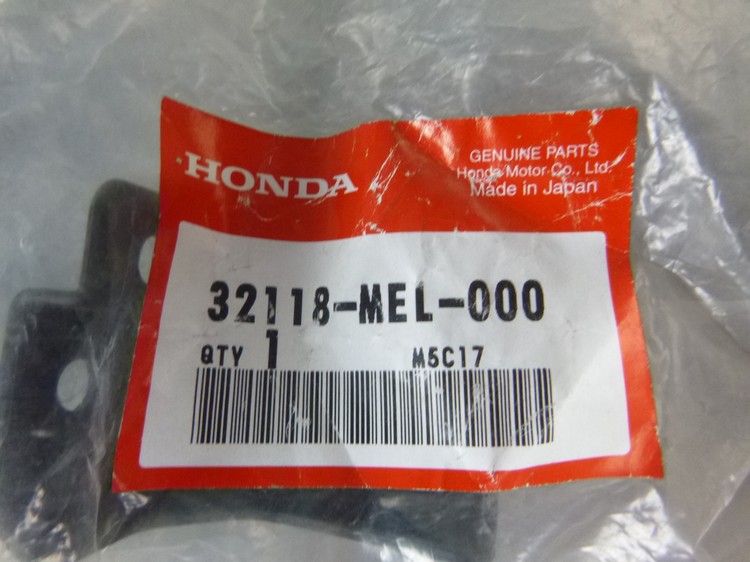 HONDA
GENUINE PARTS
Honda Motor Co., Ltd.
Made in Japan
32118-MEL-000
QTY 1 M5C17